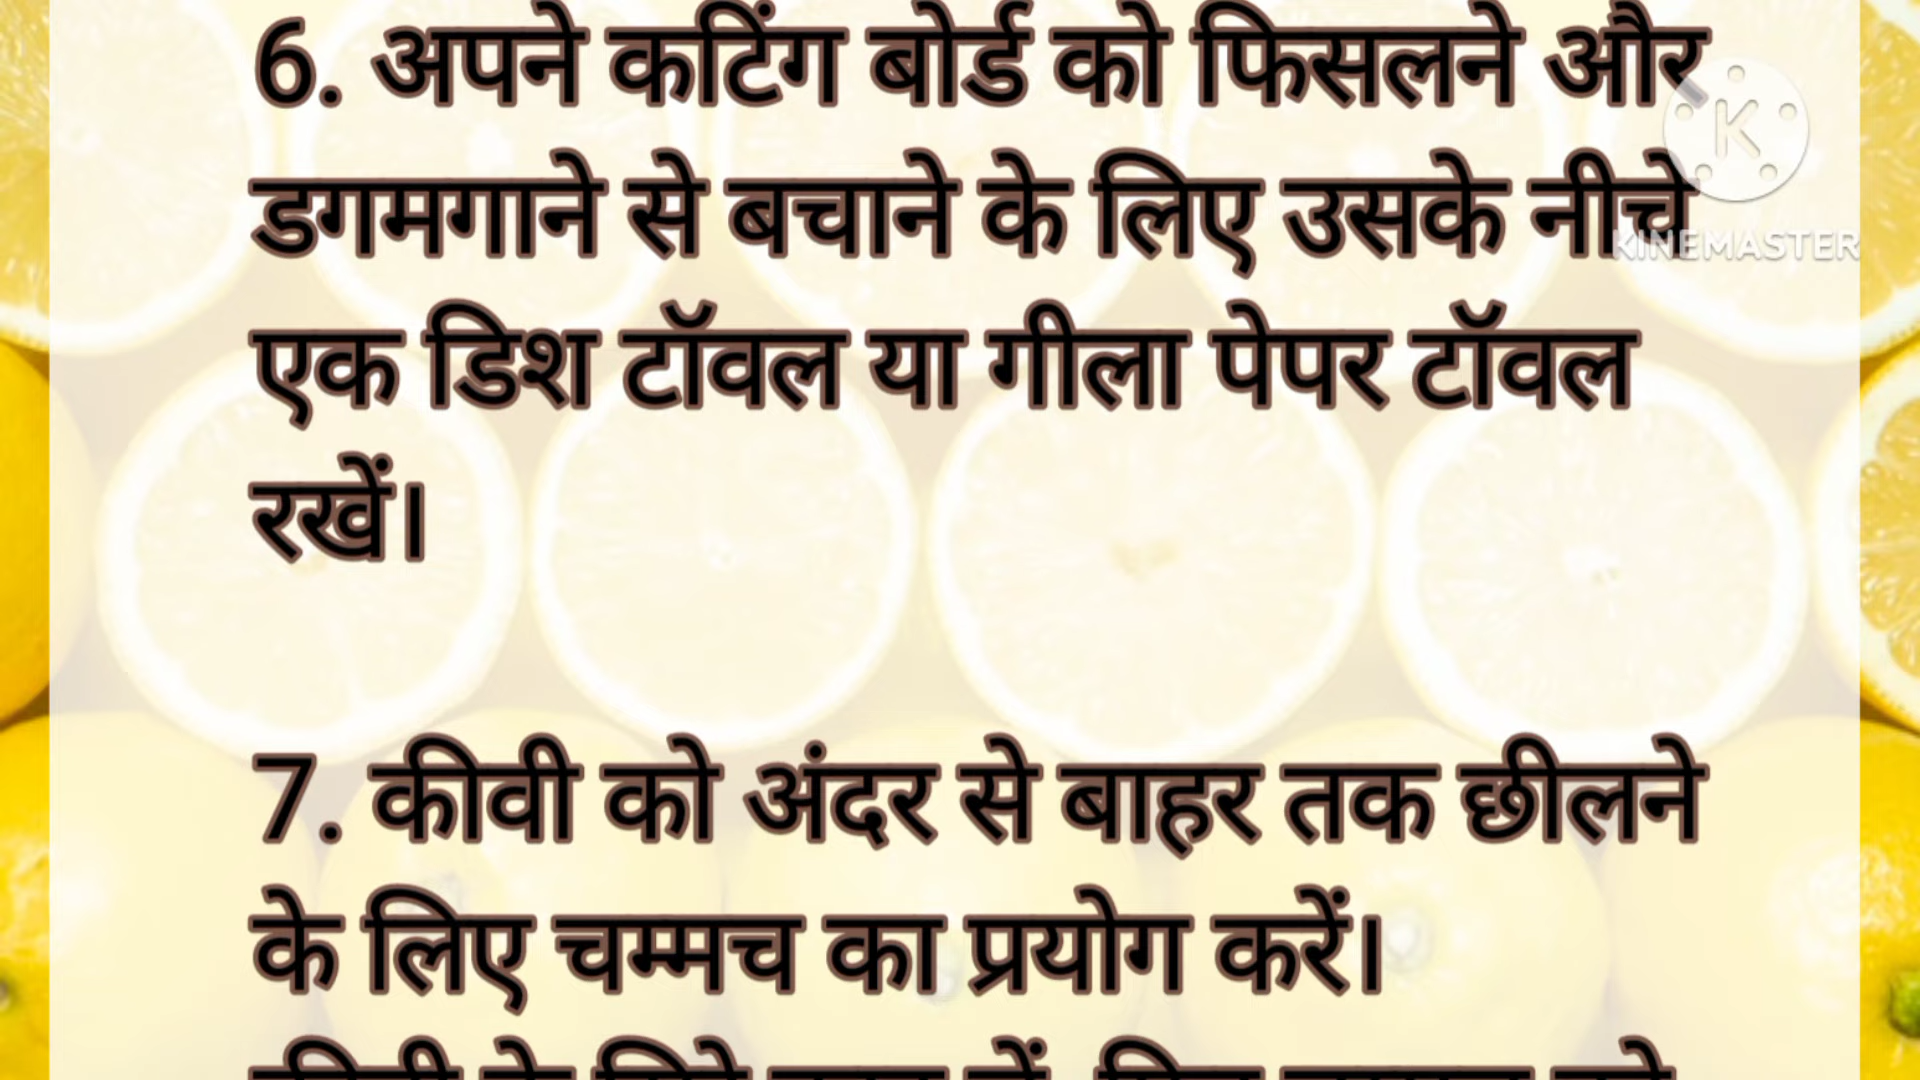 6. अपने कटिंग बोर्ड को फिसलने और
डगमगाने से बचाने के लिए उसके नीचे
एक डिश टॉवल या गीला पेपर टॉवल
रखें।
7. कीवी को अंदर से बाहर तक छीलने
के लिए चम्मच का प्रयोग करें।
K
KINEMASTER